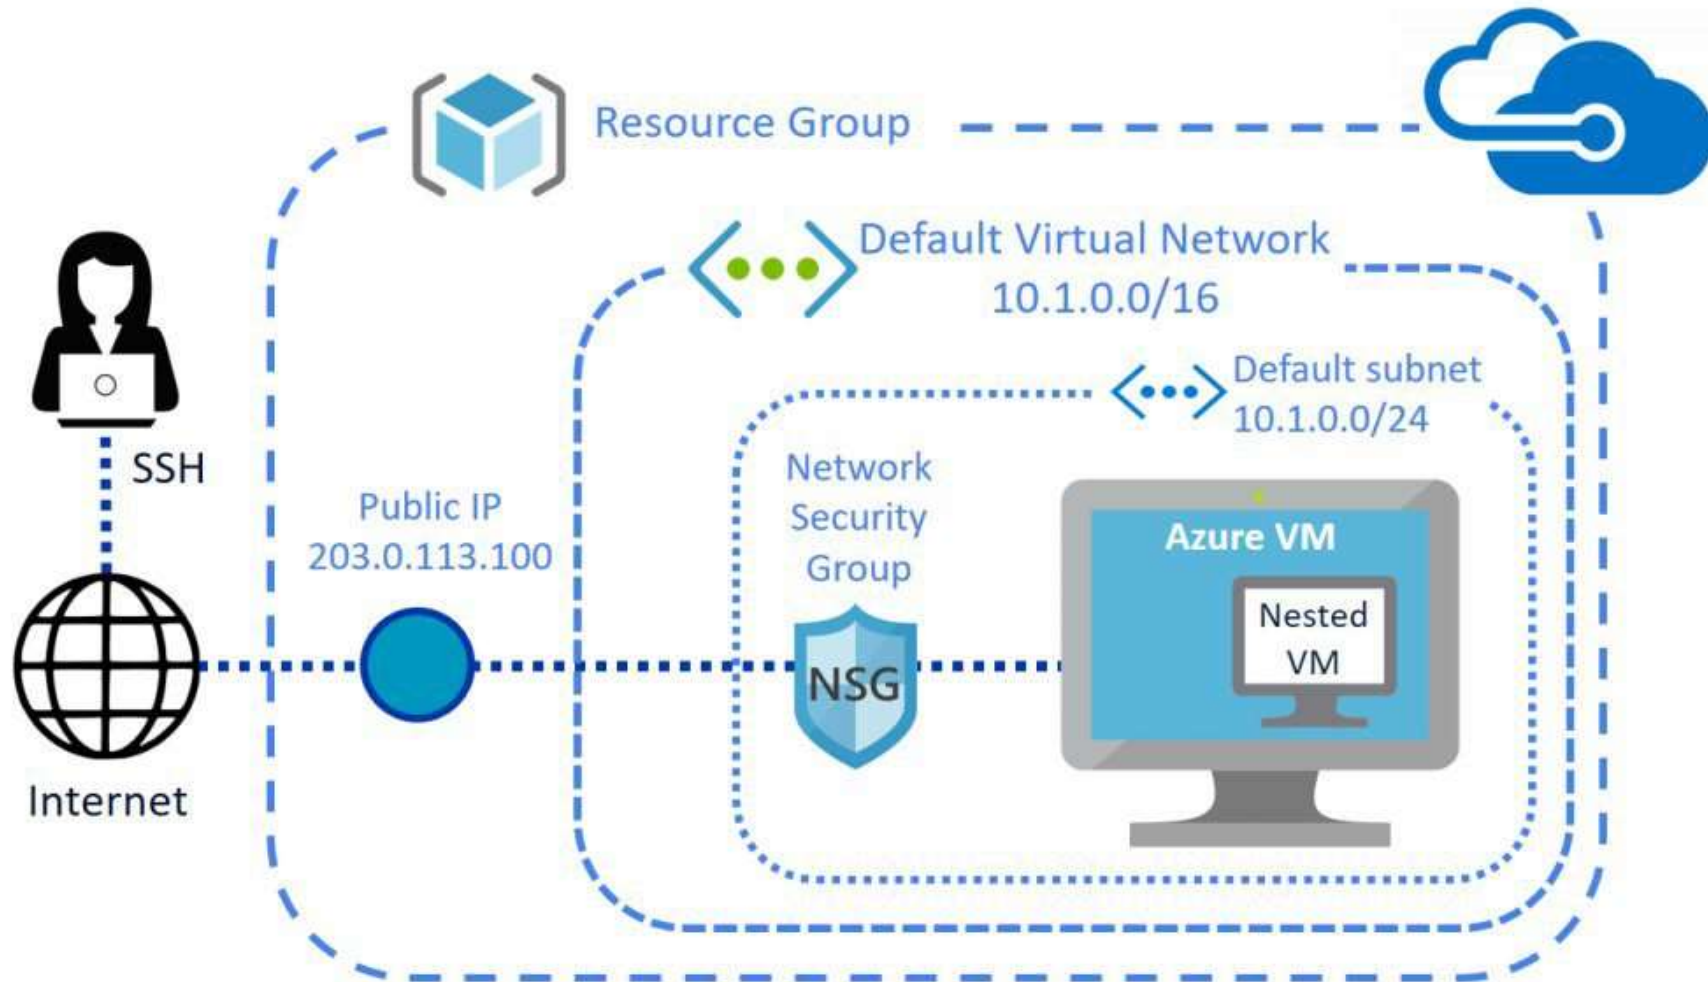 Resource Group
Default Virtual Network
10.1.0.0/16
Default subnet
10.1.0.0/24
SSH
Network
Security
Group
Public IP
203.0.113.100
Azure VM
Nested
VM
NSG
Internet